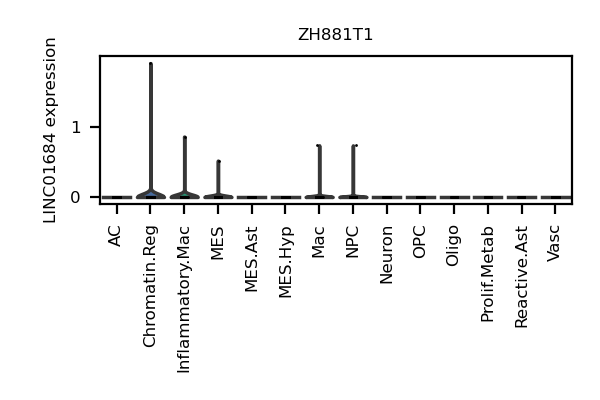 ZH881T1
LINC01684 expression
1
0
AC
Chromatin.Reg
Inflammatory.Mac
MES
MES.Ast
MES.Hyp
Mac
NPC
Neuron
OPC
Oligo
Prolif.Metab
Reactive.Ast
Vasc